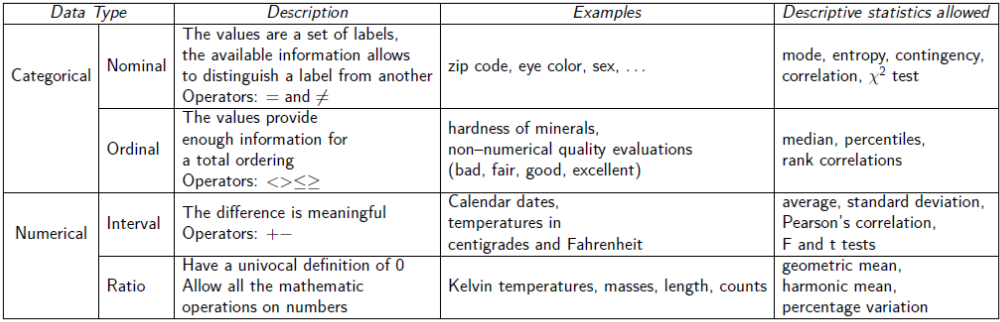 Data Type Description Examples Descriptive statistics allowed
Categorical
Nominal
The values are a set of labels,
the available information allows
to distinguish a label from another
Operators: = and ≠
zip code, eye color, sex, ...
mode, entropy, contingency,
correlation, χ² test
Ordinal
The values provide
enough information for
a total ordering
Operators: <>≤≥
hardness of minerals,
non–numerical quality evaluations
(bad, fair, good, excellent)
median, percentiles,
rank correlations
Numerical
Interval
The difference is meaningful
Operators: +−
Calendar dates,
temperatures in
centigrades and Fahrenheit
average, standard deviation,
Pearson's correlation,
F and t tests
Ratio
Have a univocal definition of 0
Allow all the mathematic
operations on numbers
Kelvin temperatures, masses, length, counts
geometric mean,
harmonic mean,
percentage variation